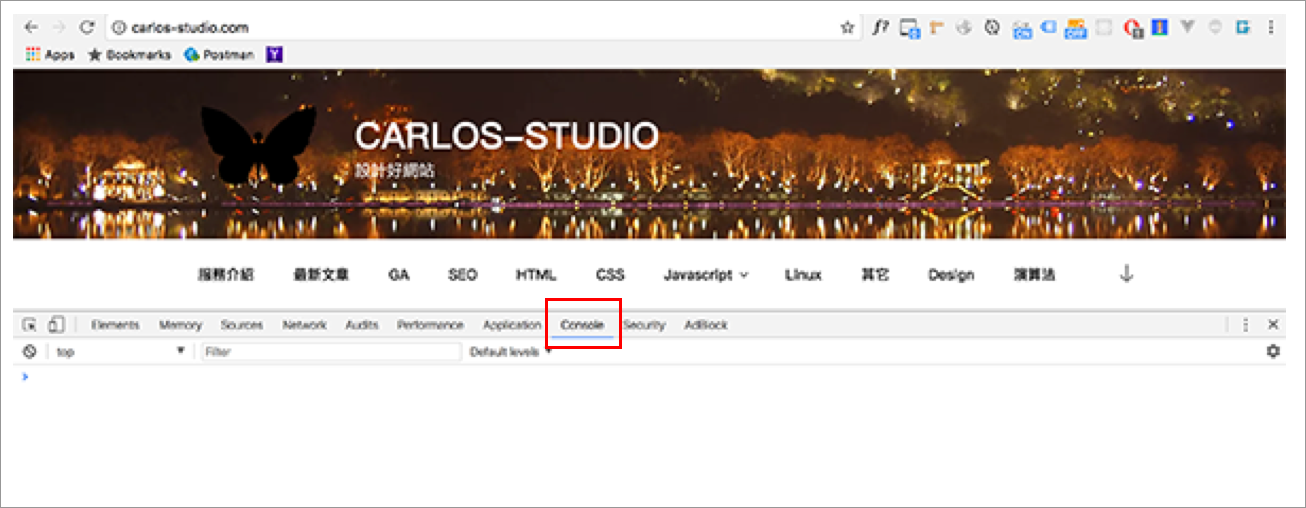 carlos-studio.com
f?
Apps Bookmarks Postman Y
CARLOS-STUDIO
設計好網站
服務介紹 最新文章 GA SEO HTML CSS Javascript Linux 其它 Design 演算法
Elements Memory Sources Network Audits Performance Application Console Security AdBlock
top Filter Default levels